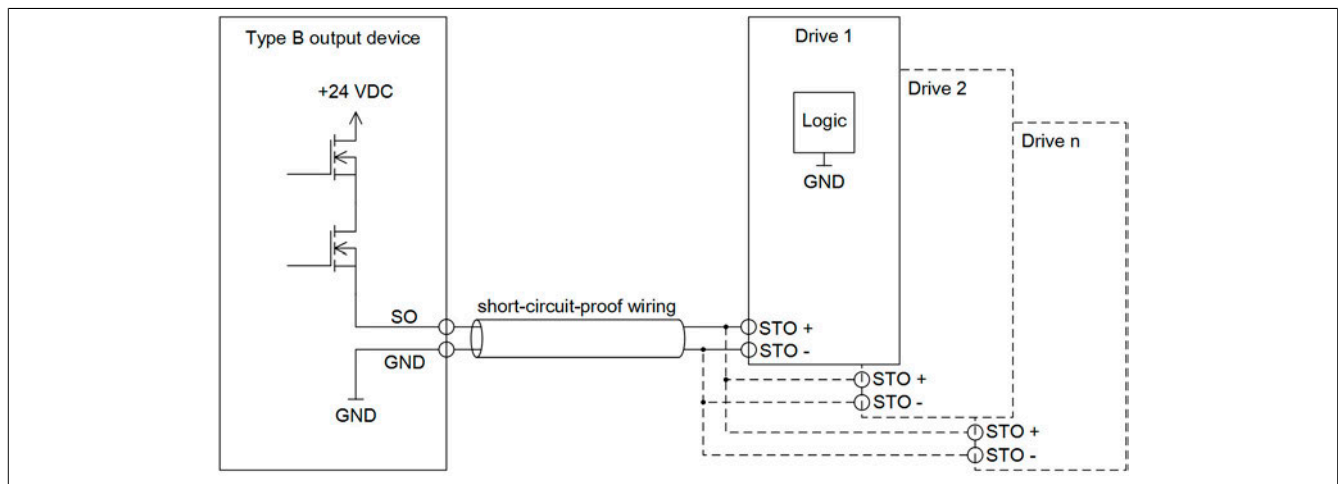 Type B output device
+24 VDC
SO
GND
GND
short-circuit-proof wiring
Drive 1
Logic
GND
STO +
STO -
Drive 2
STO +
STO -
Drive n
STO +
STO -